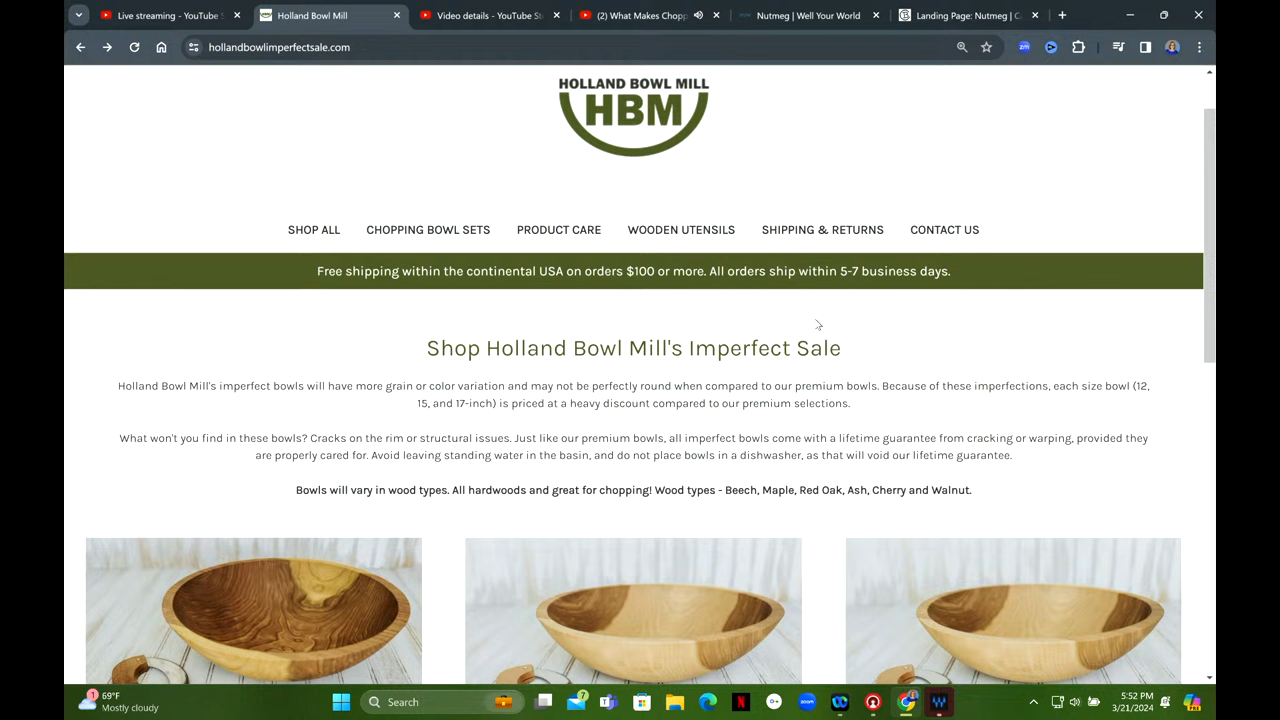 Live streaming - YouTube S
Holland Bowl Mill
Video details - YouTube Stu
(2) What Makes Chopp
Nutmeg | Well Your World
Landing Page: Nutmeg | C
hollandbowlimperfectsale.com
zm
HOLLAND BOWL MILL
HBM
SHOP ALL
CHOPPING BOWL SETS
PRODUCT CARE
WOODEN UTENSILS
SHIPPING & RETURNS
CONTACT US
Free shipping within the continental USA on orders $100 or more. All orders ship within 5-7 business days.
Shop Holland Bowl Mill's Imperfect Sale
Holland Bowl Mill's imperfect bowls will have more grain or color variation and may not be perfectly round when compared to our premium bowls. Because of these imperfections, each size bowl (12,
15, and 17-inch) is priced at a heavy discount compared to our premium selections.
What won't you find in these bowls? Cracks on the rim or structural issues. Just like our premium bowls, all imperfect bowls come with a lifetime guarantee from cracking or warping, provided they
are properly cared for. Avoid leaving standing water in the basin, and do not place bowls in a dishwasher, as that will void our lifetime guarantee.
Bowls will vary in wood types. All hardwoods and great for chopping! Wood types - Beech, Maple, Red Oak, Ash, Cherry and Walnut.
1
69°F
Mostly cloudy
Search
7
zoom
5:52 PM
3/21/2024